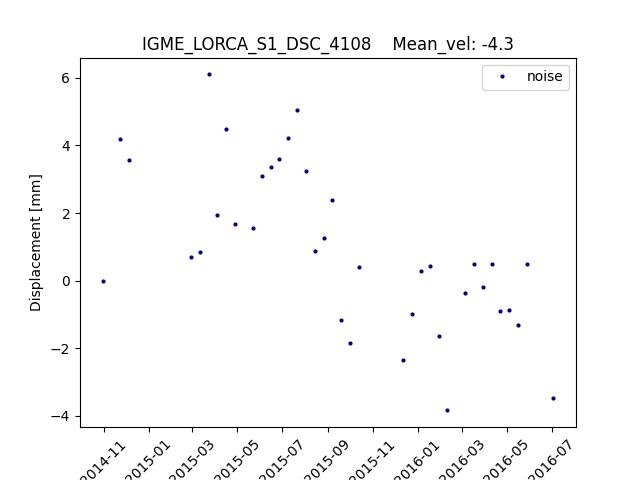 IGME_LORCA_S1_DSC_4108    Mean_vel: -4.3
noise
Displacement [mm]
6
4
2
0
−2
−4
2014-11 2015-01 2015-03 2015-05 2015-07 2015-09 2015-11 2016-01 2016-03 2016-05 2016-07